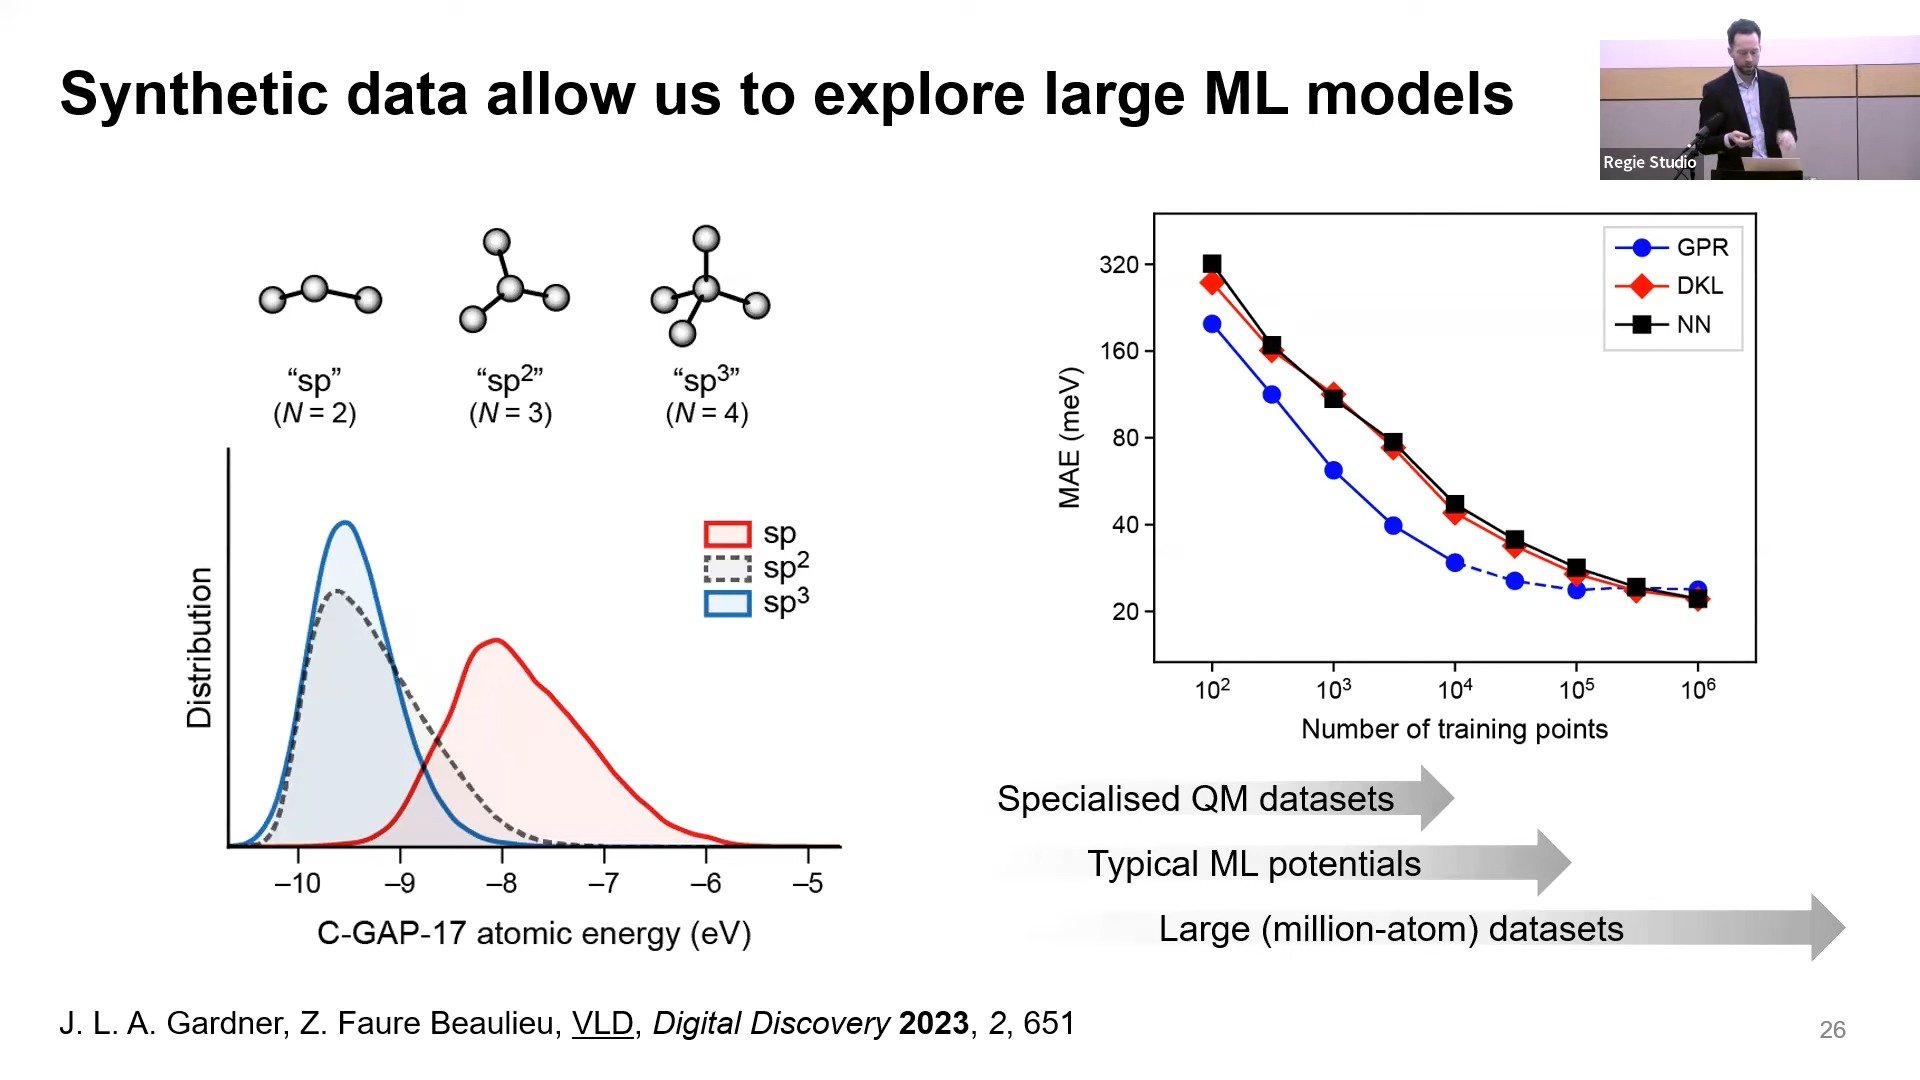 Synthetic data allow us to explore large ML models
Regie Studio
“sp”
(N = 2)
“sp²”
(N = 3)
“sp³”
(N = 4)
Distribution
sp
sp²
sp³
–10 –9 –8 –7 –6 –5
C-GAP-17 atomic energy (eV)
GPR
DKL
NN
MAE (meV)
320
160
80
40
20
10² 10³ 10⁴ 10⁵ 10⁶
Number of training points
Specialised QM datasets
Typical ML potentials
Large (million-atom) datasets
J. L. A. Gardner, Z. Faure Beaulieu, VLD, Digital Discovery 2023, 2, 651
26